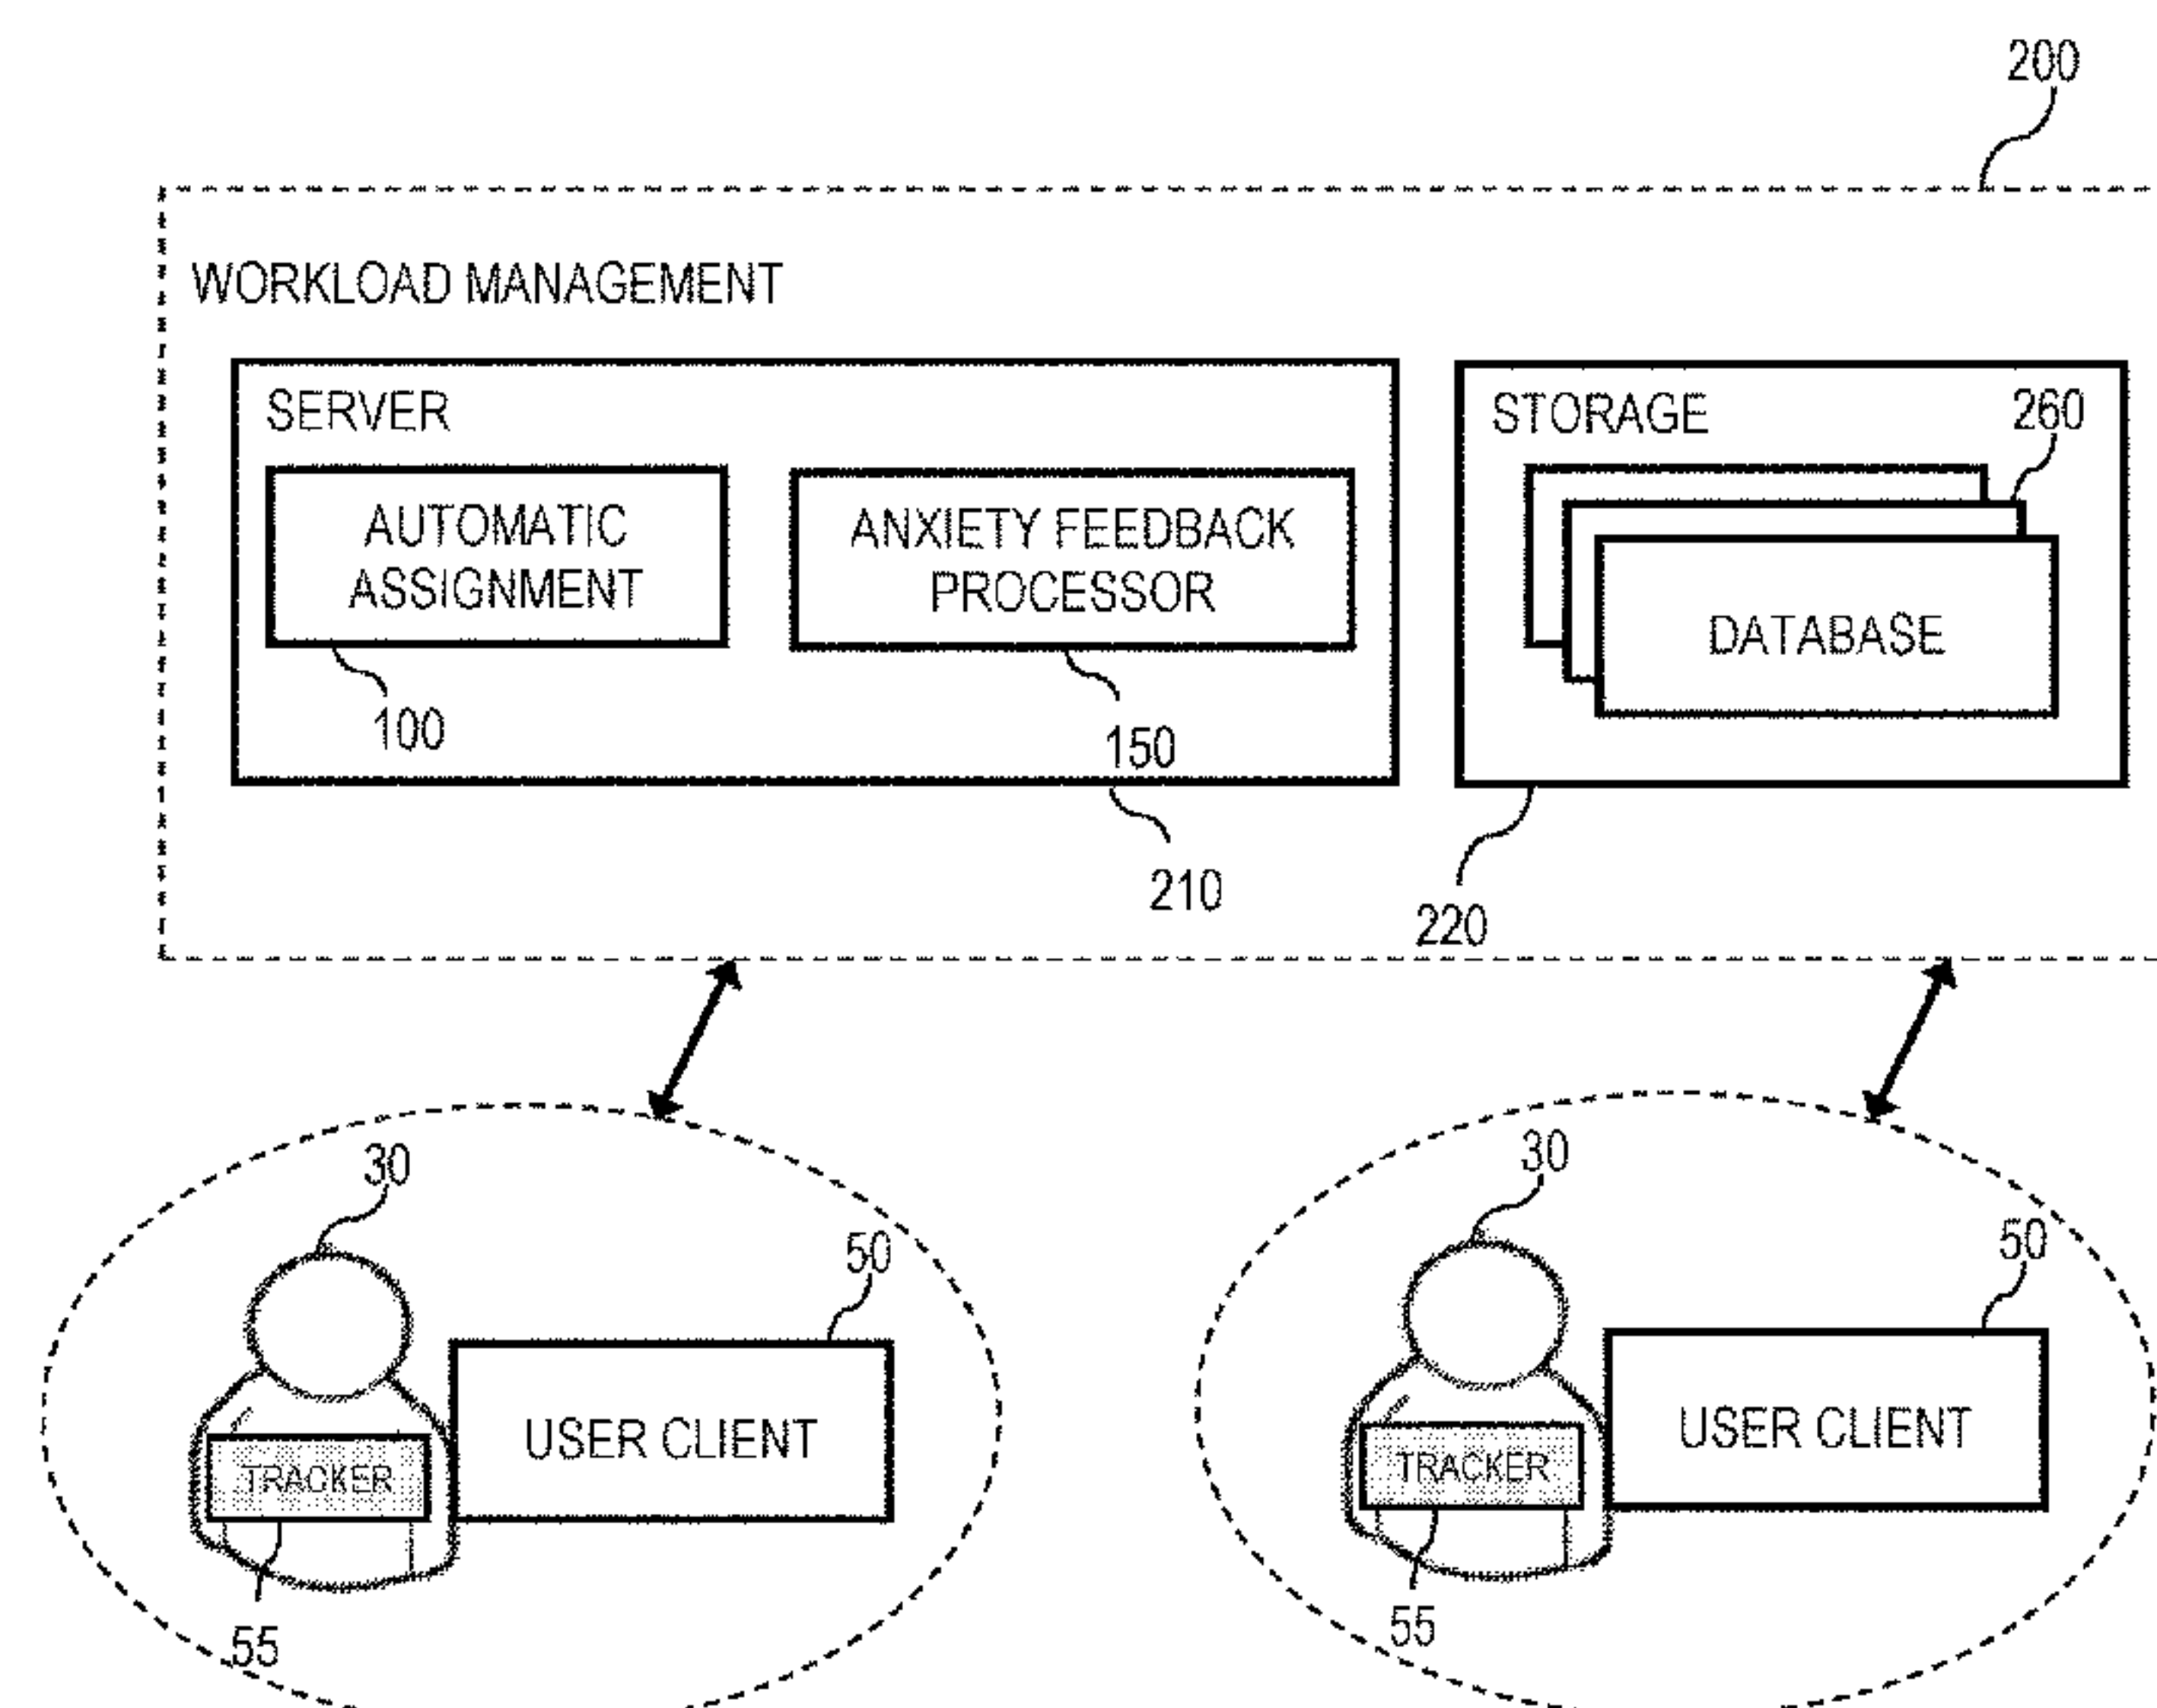 200
WORKLOAD MANAGEMENT
SERVER
STORAGE
260
AUTOMATIC
ASSIGNMENT
ANXIETY FEEDBACK
PROCESSOR
DATABASE
100
150
210
220
30
50
USER CLIENT
TRACKER
55
30
50
USER CLIENT
TRACKER
55